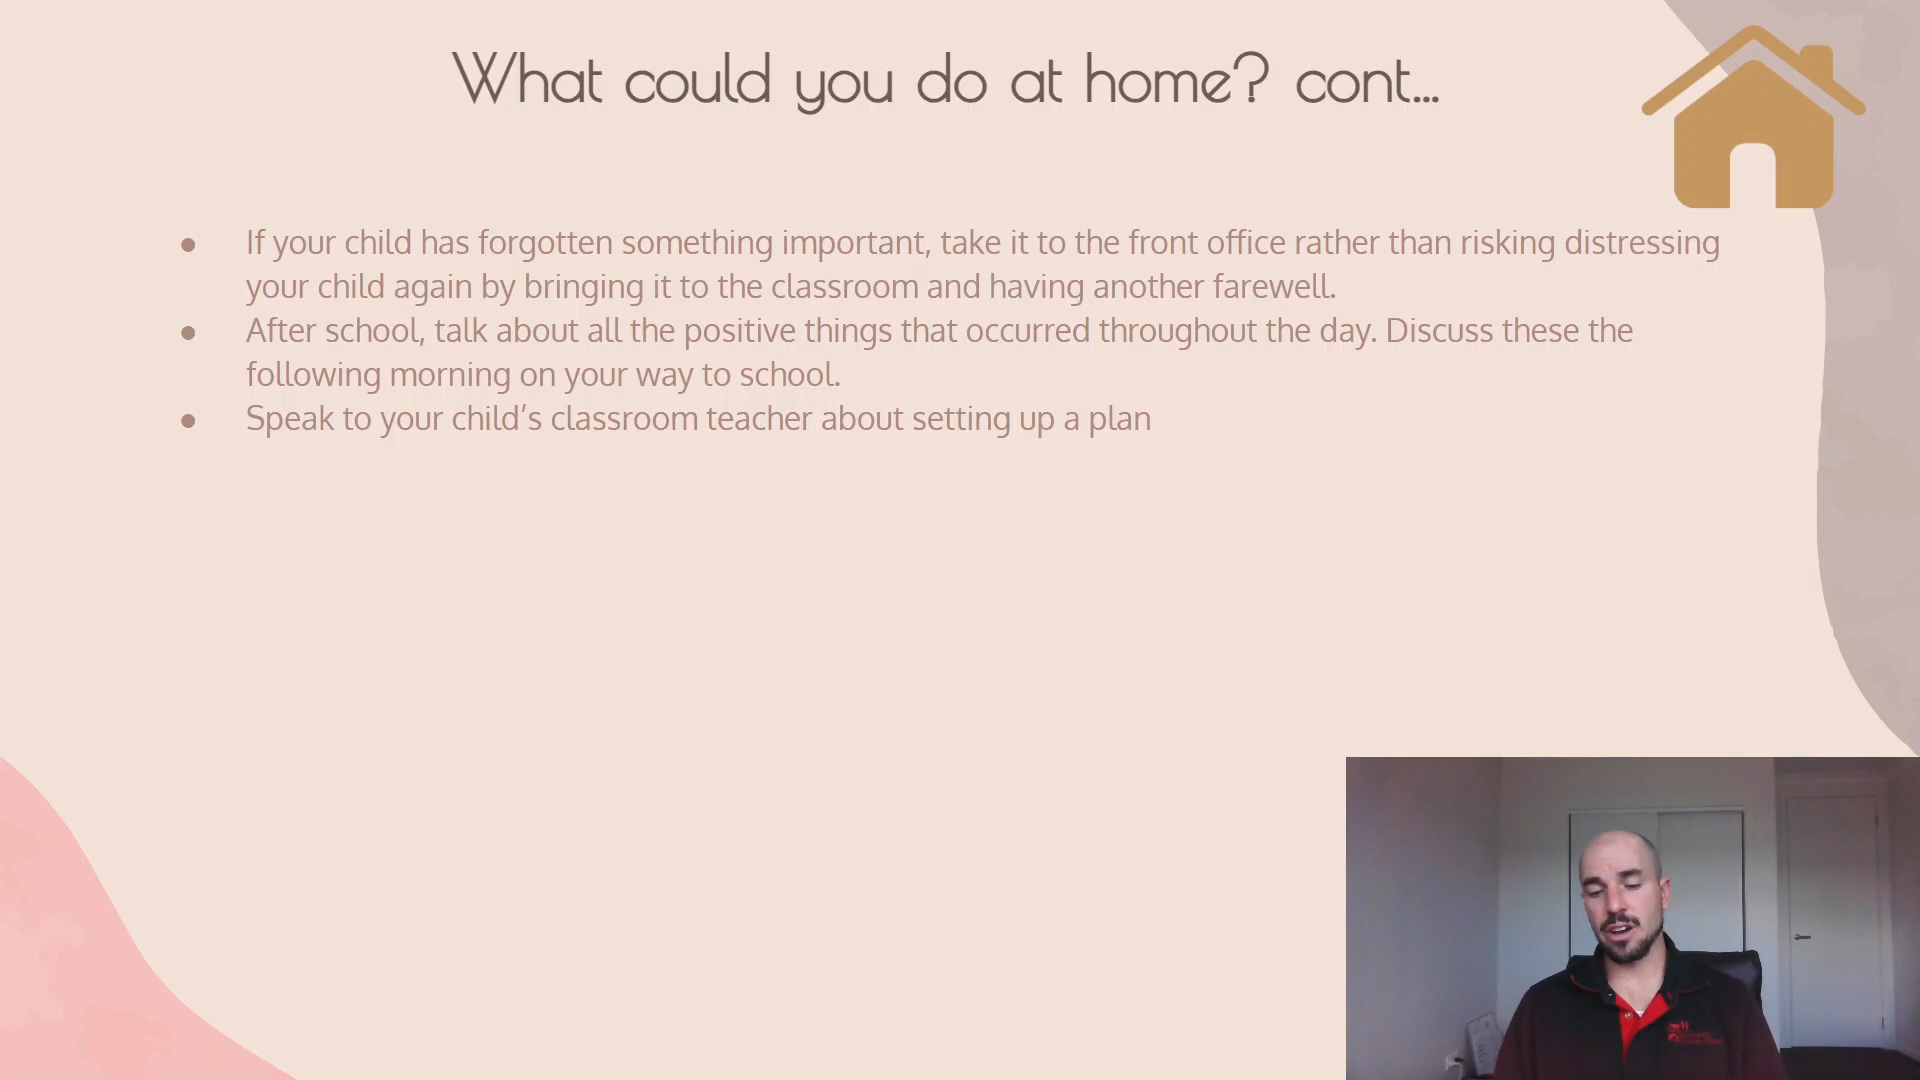 What could you do at home? cont...
● If your child has forgotten something important, take it to the front office rather than risking distressing
your child again by bringing it to the classroom and having another farewell.
● After school, talk about all the positive things that occurred throughout the day. Discuss these the
following morning on your way to school.
● Speak to your child’s classroom teacher about setting up a plan